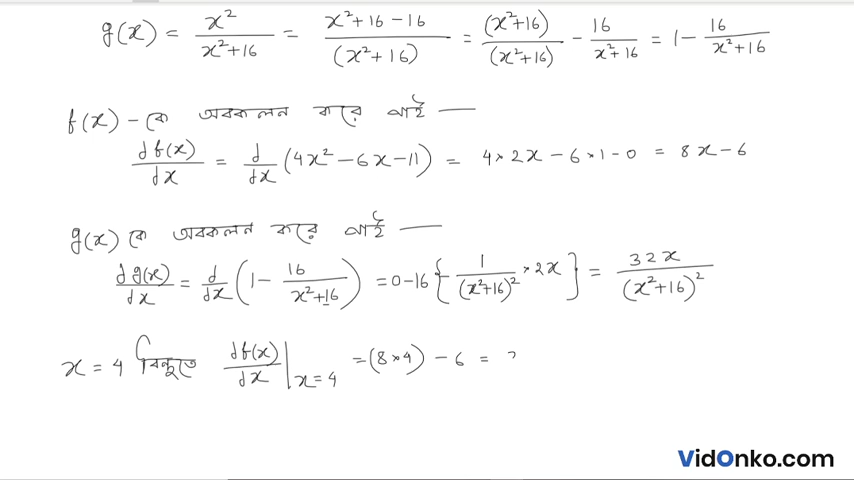 g(x) = x²/(x²+16) = (x²+16-16)/(x²+16) = (x²+16)/(x²+16) - 16/(x²+16) = 1 - 16/(x²+16)
f(x) - কে অবকলন করে পাই —
df(x)/dx = d/dx (4x² - 6x - 11) = 4×2x - 6×1 - 0 = 8x - 6
g(x) কে অবকলন করে পাই —
dg(x)/dx = d/dx (1 - 16/(x²+16)) = 0 - 16 { 1/(x²+16)² × 2x } = 32x/(x²+16)²
x = 4 বিন্দুতে df(x)/dx |x=4 = (8×4) - 6 =
VidOnko.com